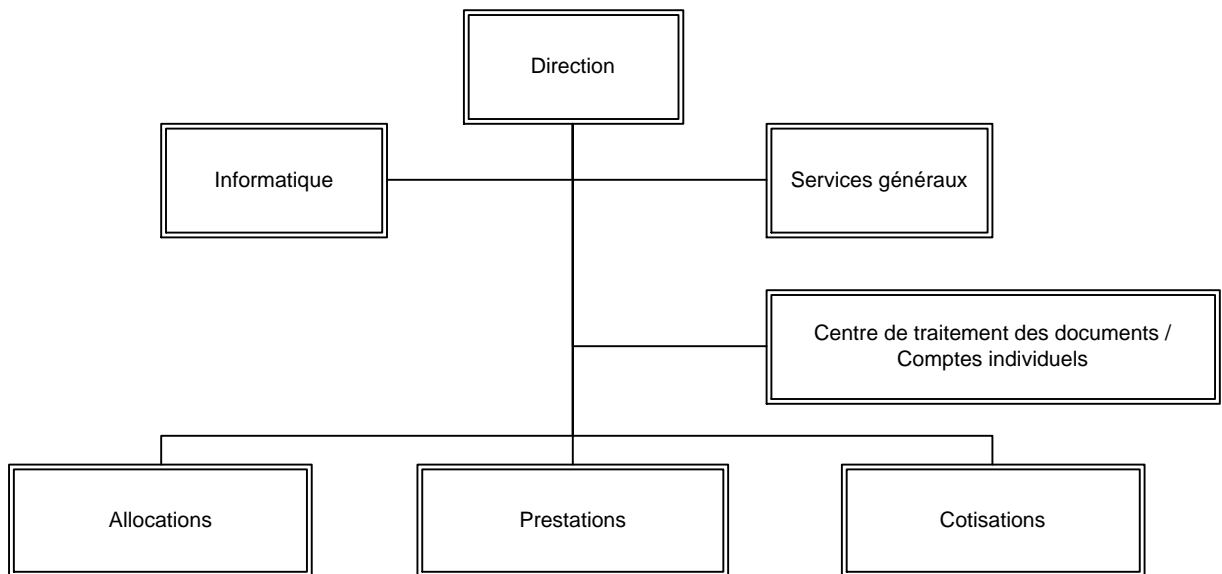 Direction
Informatique
Services généraux
Centre de traitement des documents /
Comptes individuels
Allocations
Prestations
Cotisations